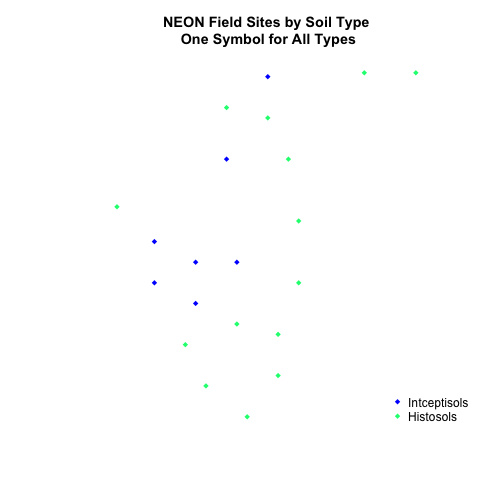 NEON Field Sites by Soil Type
One Symbol for All Types
Intceptisols
Histosols